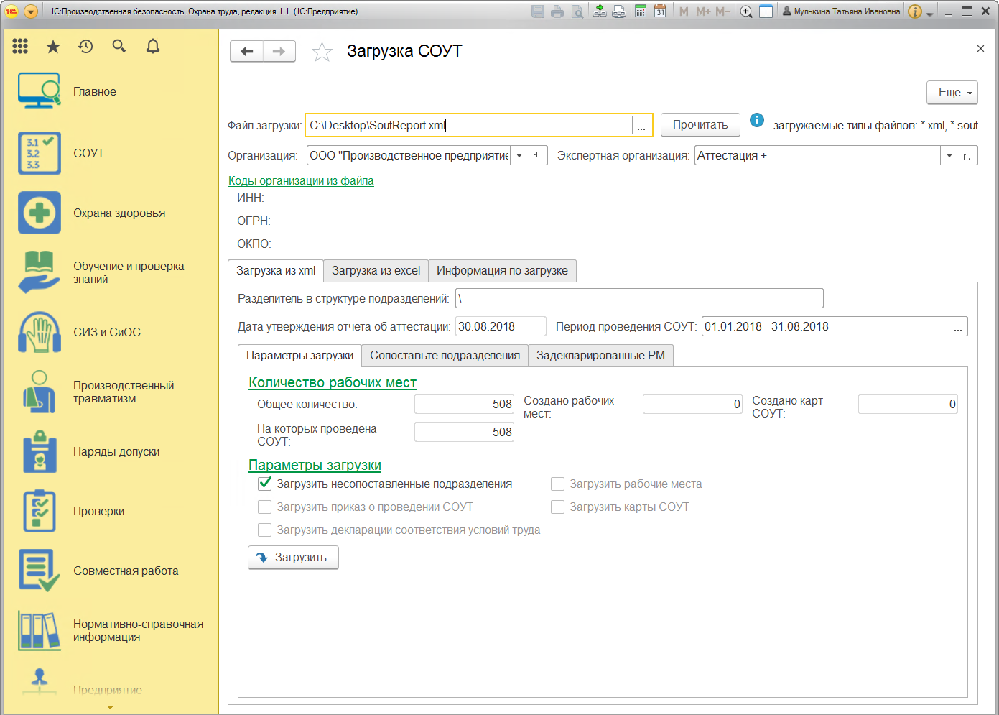 1С:Производственная безопасность. Охрана труда, редакция 1.1 (1С:Предприятие)
31
M M+ M−
Мулькина Татьяна Ивановна
Главное
3.1
3.2
3.3
СОУТ
Охрана здоровья
Обучение и проверка
знаний
СИЗ и СиОС
Производственный
травматизм
Наряды-допуски
Проверки
Совместная работа
Нормативно-справочная
информация
Предприятие
Загрузка СОУТ
Еще
Файл загрузки: C:\Desktop\SoutReport.xml ... Прочитать загружаемые типы файлов: *.xml, *.sout
Организация: ООО "Производственное предприятие Экспертная организация: Аттестация +
Коды организации из файла
ИНН:
ОГРН:
ОКПО:
Загрузка из xml Загрузка из excel Информация по загрузке
Разделитель в структуре подразделений: \
Дата утверждения отчета об аттестации: 30.08.2018 Период проведения СОУТ: 01.01.2018 - 31.08.2018 ...
Параметры загрузки Сопоставьте подразделения Задекларированные РМ
Количество рабочих мест
Общее количество: 508 Создано рабочих мест: 0 Создано карт СОУТ: 0
На которых проведена
СОУТ: 508
Параметры загрузки
Загрузить несопоставленные подразделения Загрузить рабочие места
Загрузить приказ о проведении СОУТ Загрузить карты СОУТ
Загрузить декларации соответствия условий труда
Загрузить